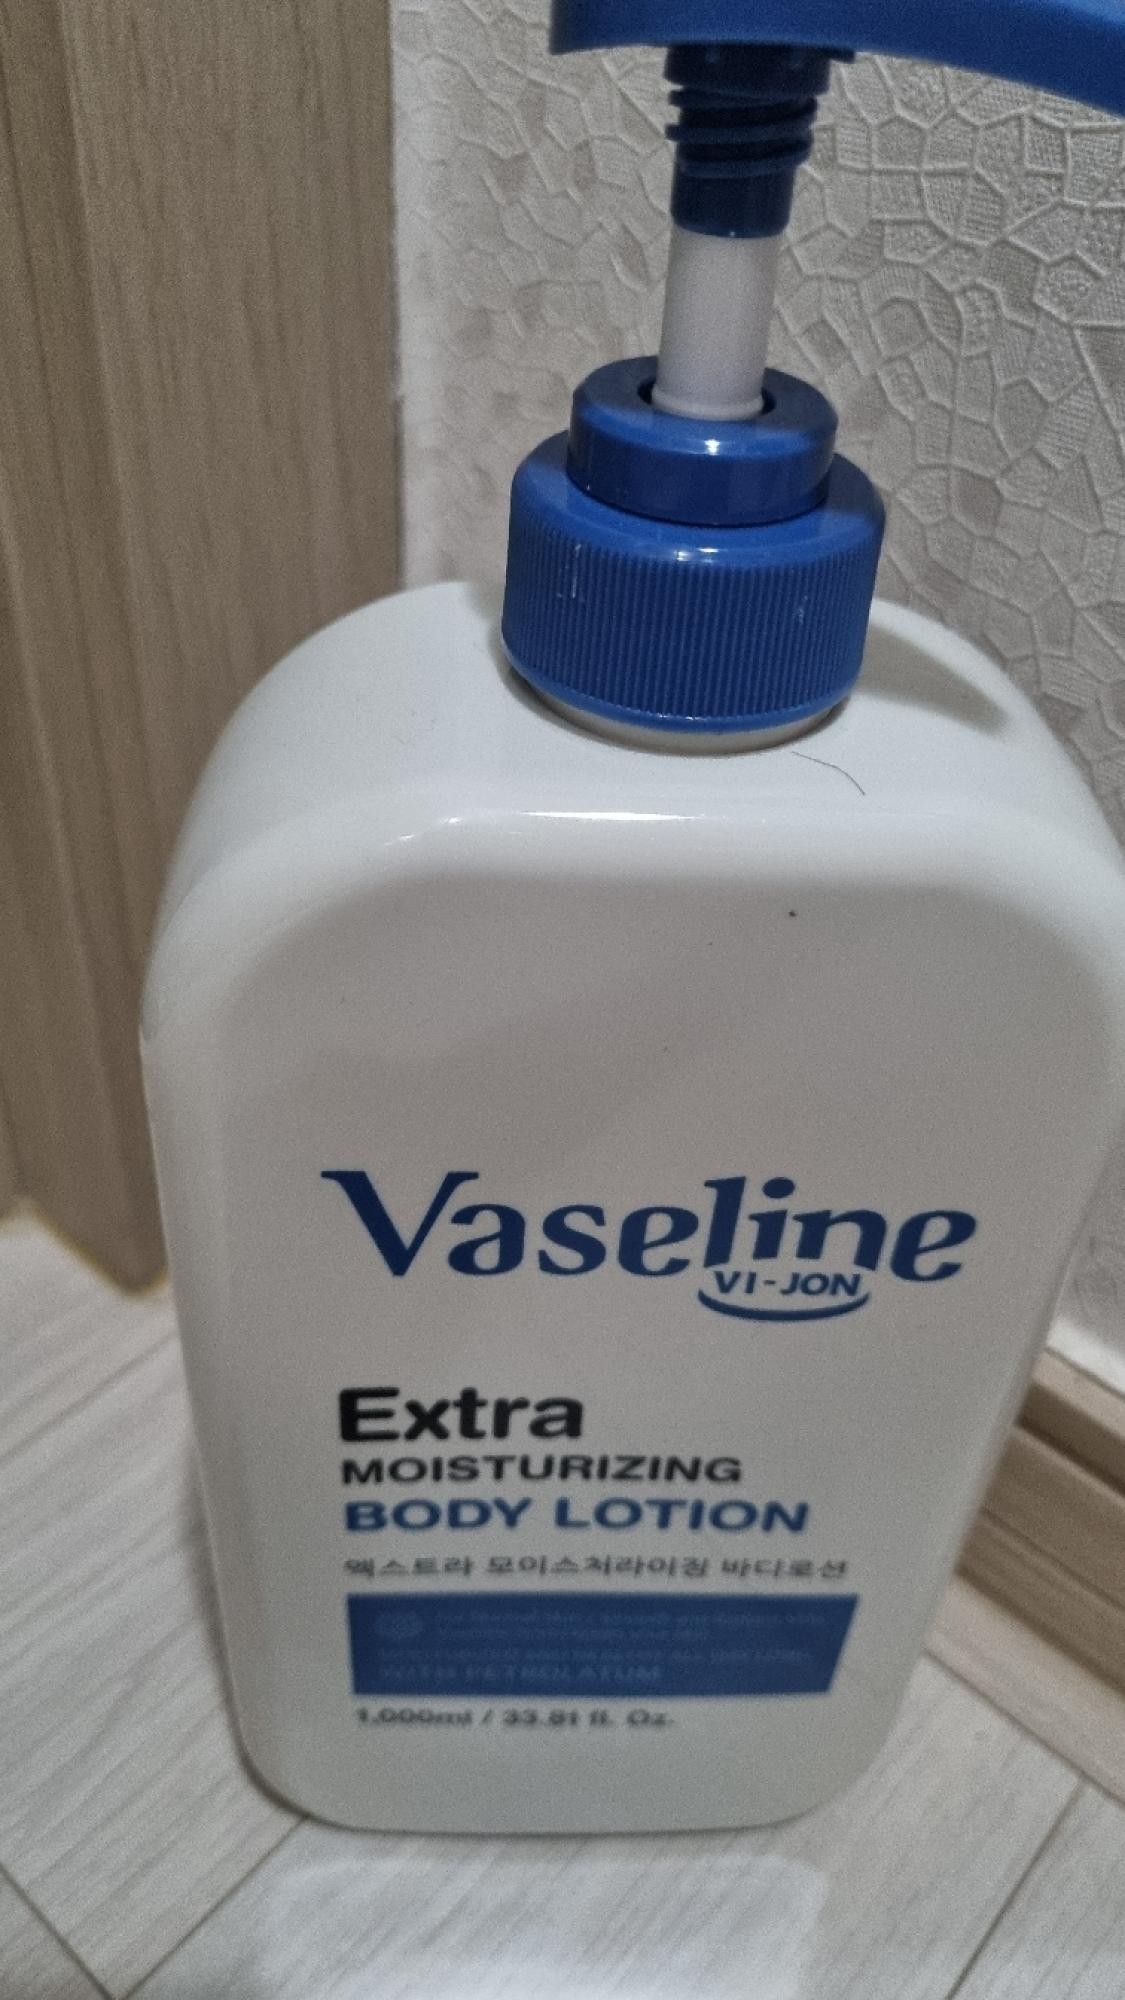 Vaseline
VI-JON
Extra
MOISTURIZING
BODY LOTION
엑스트라 모이스처라이징 바디로션
WITH PETROLATUM
1,000ml / 33.81 fl. Oz.